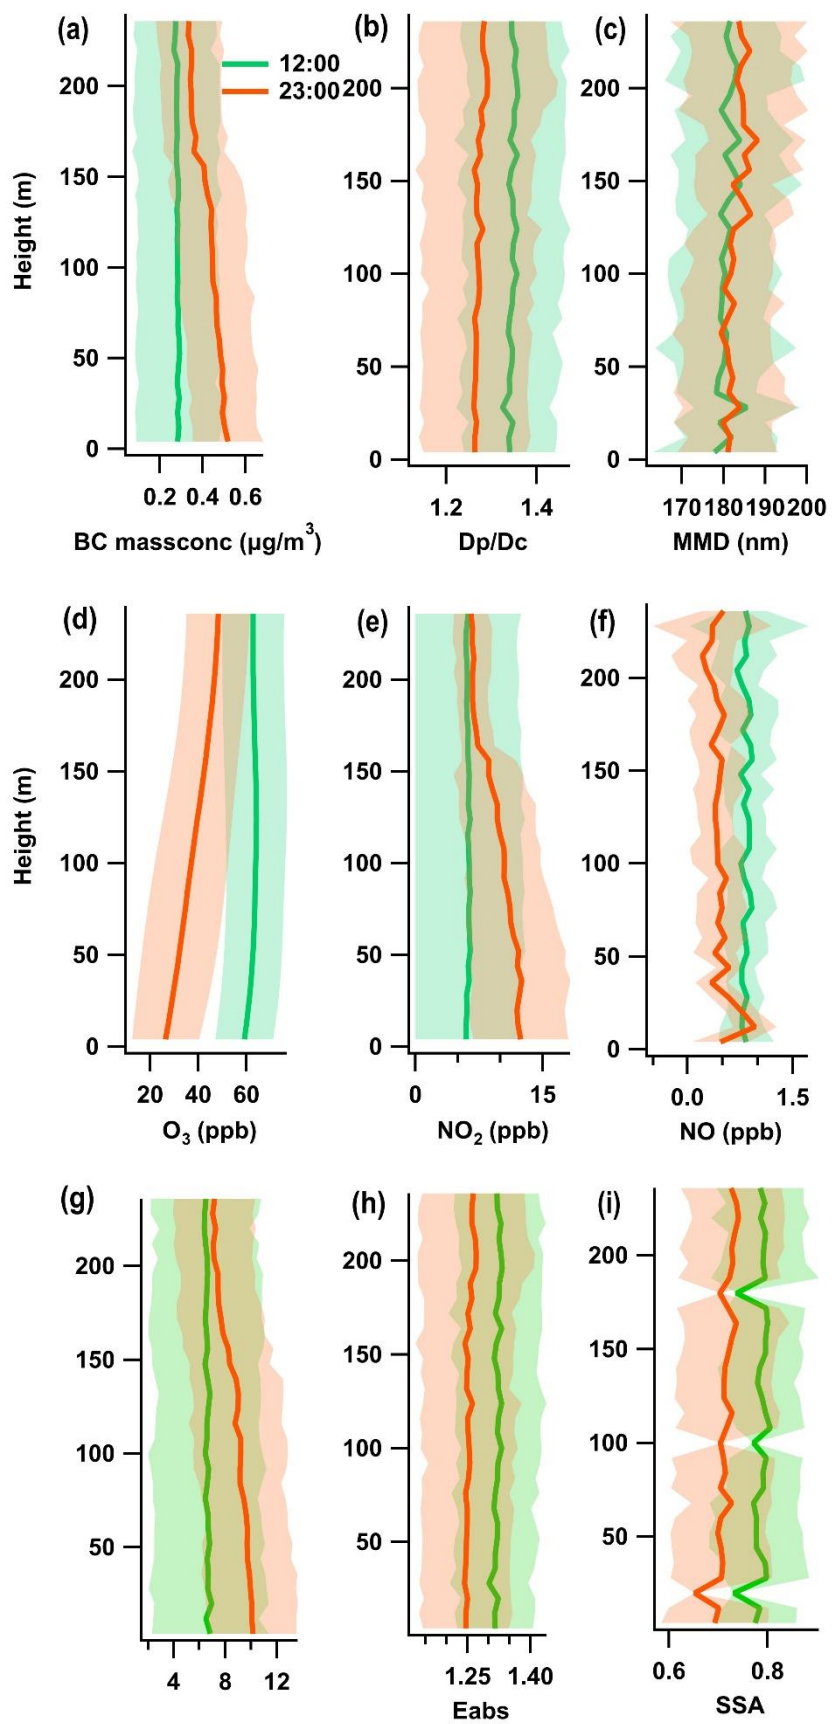 (a) (b) (c)
12:00
23:00
Height (m)
200 200 200
150 150 150
100 100 100
50 50 50
0 0 0
0.2 0.4 0.6 1.2 1.4 170 180 190 200
BC massconc (µg/m³) Dp/Dc MMD (nm)
(d) (e) (f)
Height (m)
200 200 200
150 150 150
100 100 100
50 50 50
0 0 0
20 40 60 0 15 0.0 1.5
O₃ (ppb) NO₂ (ppb) NO (ppb)
(g) (h) (i)
200 200 200
150 150 150
100 100 100
50 50 50
4 8 12 1.25 1.40 0.6 0.8
Eabs SSA